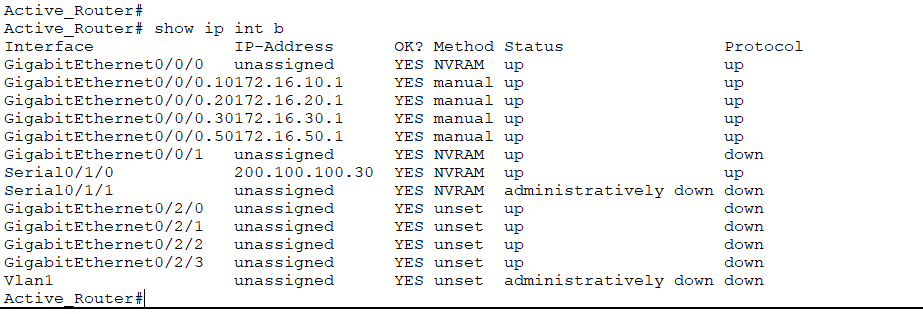 Active_Router#
Active_Router# show ip int b
Interface              IP-Address      OK? Method Status                Protocol
GigabitEthernet0/0/0   unassigned      YES NVRAM  up                    up
GigabitEthernet0/0/0.10172.16.10.1     YES manual up                    up
GigabitEthernet0/0/0.20172.16.20.1     YES manual up                    up
GigabitEthernet0/0/0.30172.16.30.1     YES manual up                    up
GigabitEthernet0/0/0.50172.16.50.1     YES manual up                    up
GigabitEthernet0/0/1   unassigned      YES NVRAM  up                    down
Serial0/1/0            200.100.100.30  YES NVRAM  up                    up
Serial0/1/1            unassigned      YES NVRAM  administratively down down
GigabitEthernet0/2/0   unassigned      YES unset  up                    down
GigabitEthernet0/2/1   unassigned      YES unset  up                    down
GigabitEthernet0/2/2   unassigned      YES unset  up                    down
GigabitEthernet0/2/3   unassigned      YES unset  up                    down
Vlan1                  unassigned      YES unset  administratively down down
Active_Router#